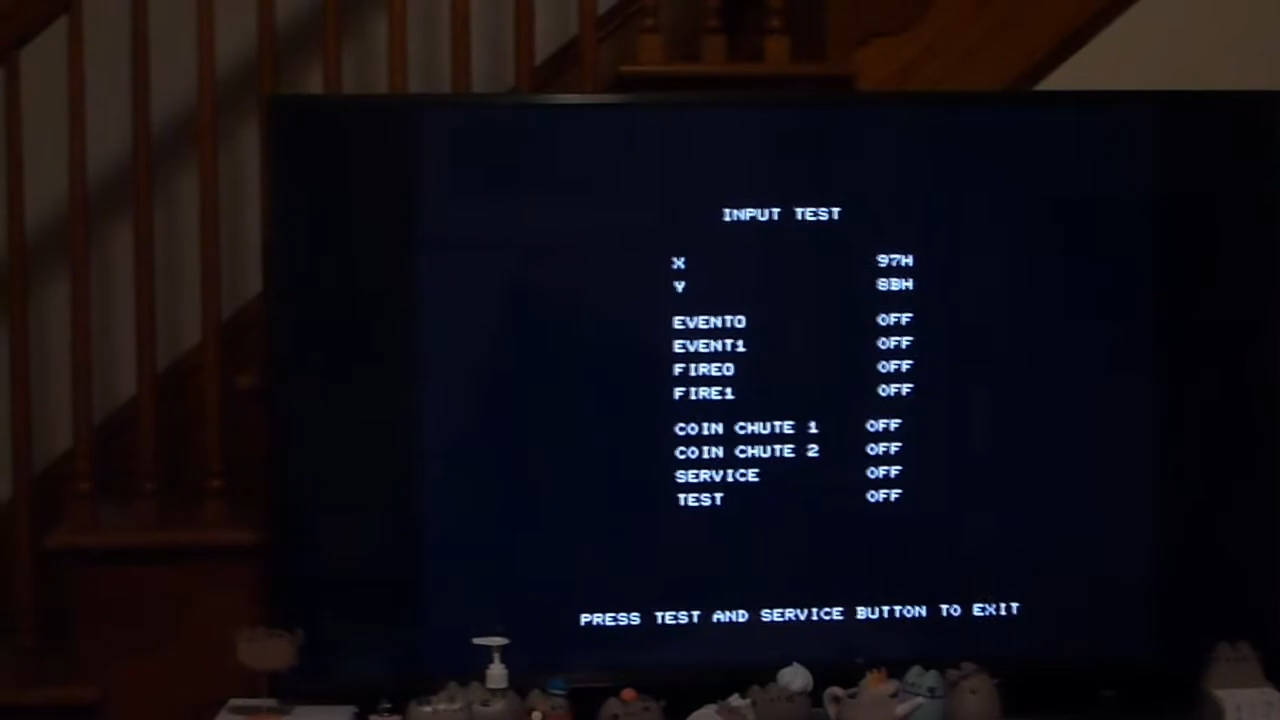 INPUT TEST
X 97H
Y 8BH
EVENT0 OFF
EVENT1 OFF
FIRE0 OFF
FIRE1 OFF
COIN CHUTE 1 OFF
COIN CHUTE 2 OFF
SERVICE OFF
TEST OFF
PRESS TEST AND SERVICE BUTTON TO EXIT